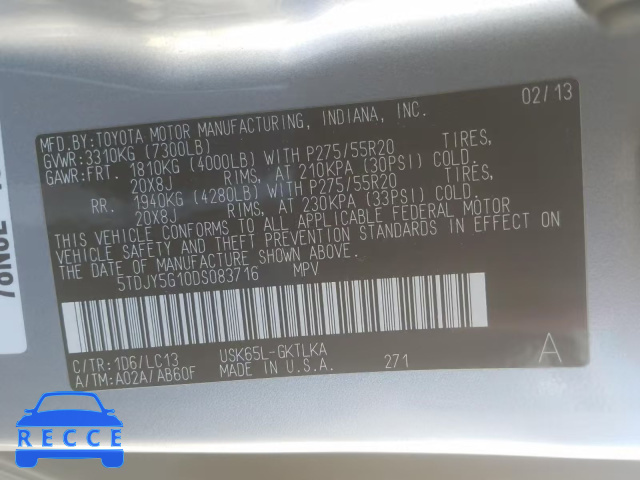 02/13
MFD.BY:TOYOTA MOTOR MANUFACTURING, INDIANA, INC.
GVWR:3310KG (7300LB)
GAWR:FRT. 1810KG (4000LB) WITH P275/55R20 TIRES,
20X8J RIMS, AT 210KPA (30PSI) COLD.
RR. 1940KG (4280LB) WITH P275/55R20 TIRES,
20X8J RIMS, AT 230KPA (33PSI) COLD.
THIS VEHICLE CONFORMS TO ALL APPLICABLE FEDERAL MOTOR
VEHICLE SAFETY AND THEFT PREVENTION STANDARDS IN EFFECT ON
THE DATE OF MANUFACTURE SHOWN ABOVE.
5TDJY5G10DS083716 MPV
C/TR:1D6/LC13 USK65L-GKTLKA
A/TM:A02A/AB60F MADE IN U.S.A. 271
A
RECCE